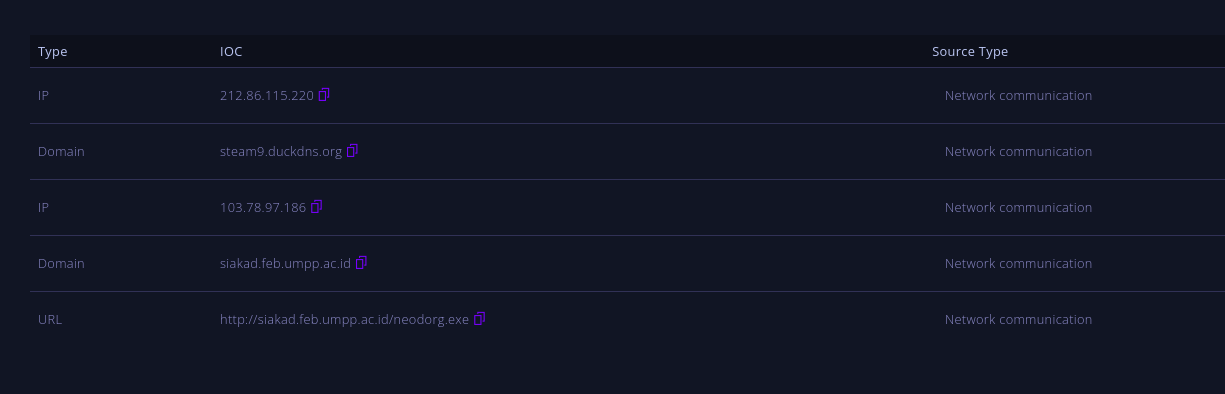 Type IOC Source Type
IP 212.86.115.220 Network communication
Domain steam9.duckdns.org Network communication
IP 103.78.97.186 Network communication
Domain siakad.feb.umpp.ac.id Network communication
URL http://siakad.feb.umpp.ac.id/neodorg.exe Network communication